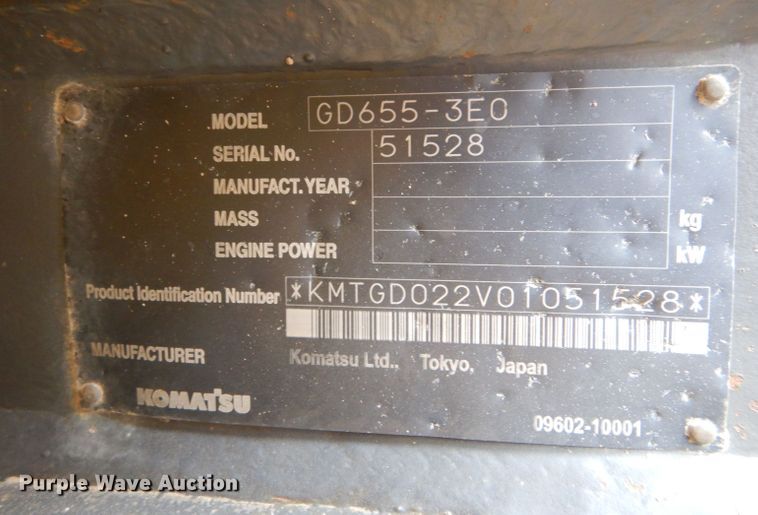 MODEL GD655-3E0
SERIAL No. 51528
MANUFACT. YEAR
MASS kg
ENGINE POWER kW
Product Identification Number *KMTGD022V01051528*
MANUFACTURER Komatsu Ltd., Tokyo, Japan
KOMATSU
09602-10001
Purple Wave Auction